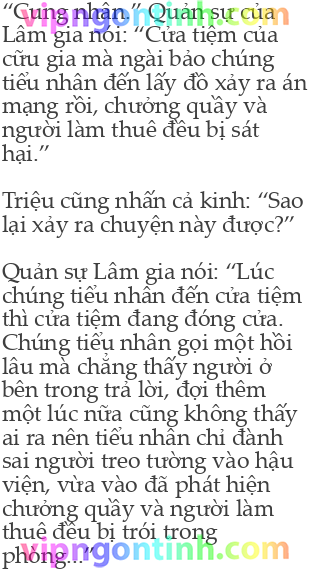 “Cung nhân.” Quản sự của
Lâm gia nói: “Cửa tiệm của
cữu gia mà ngài bảo chúng
tiểu nhân đến lấy đồ xảy ra án
mạng rồi, chưởng quầy và
người làm thuê đều bị sát
hại.”
Triệu cũng nhấn cả kinh: “Sao
lại xảy ra chuyện này được?”
Quản sự Lâm gia nói: “Lúc
chúng tiểu nhân đến cửa tiệm
thì cửa tiệm đang đóng cửa.
Chúng tiểu nhân gọi một hồi
lâu mà chẳng thấy người ở
bên trong trả lời, đợi thêm
một lúc nữa cũng không thấy
ai ra nên tiểu nhân chỉ đành
sai người treo tường vào hậu
viện, vừa vào đã phát hiện
chưởng quầy và người làm
thuê đều bị trói trong
phòng...”
vipngontinh.com
vipngontinh.com